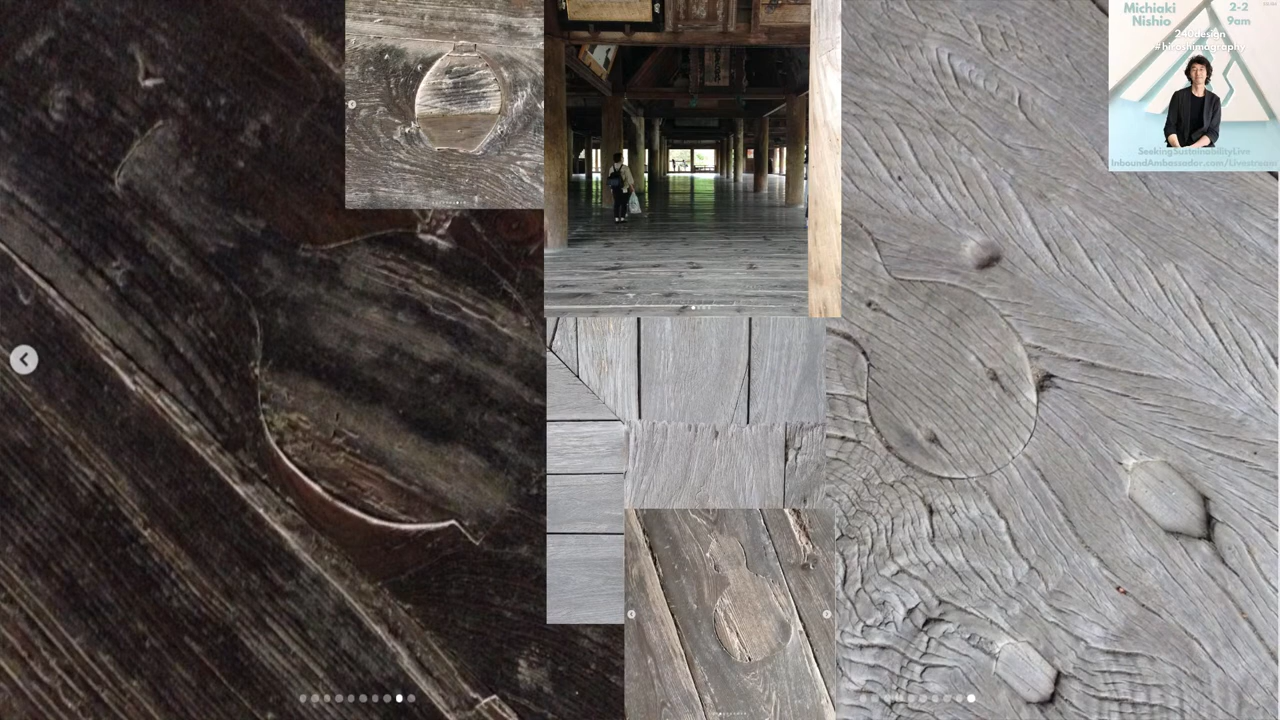 Michiaki
Nishio
2-2
9am
240design
#hiroshimagraphy
SeekingSustainabilityLive
InboundAmbassador.com/Livestream